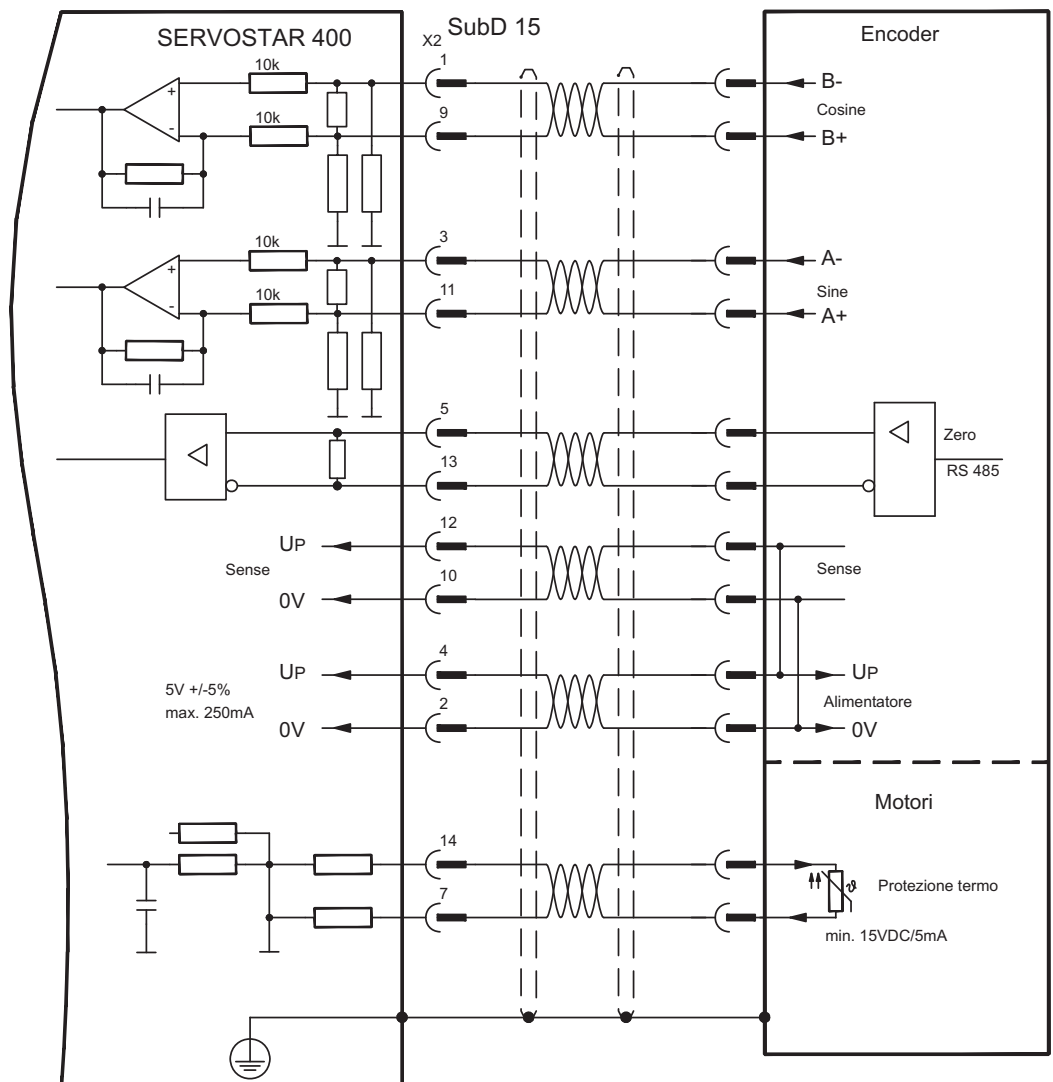 SERVOSTAR 400
X2
SubD 15
Encoder
10k
10k
+
-
1
9
B-
Cosine
B+
10k
10k
+
-
3
11
A-
Sine
A+
5
13
Zero
RS 485
12
10
UP
Sense
0V
Sense
4
2
UP
5V +/-5%
max. 250mA
0V
UP
Alimentatore
0V
Motori
14
7
ϑ
Protezione termo
min. 15VDC/5mA